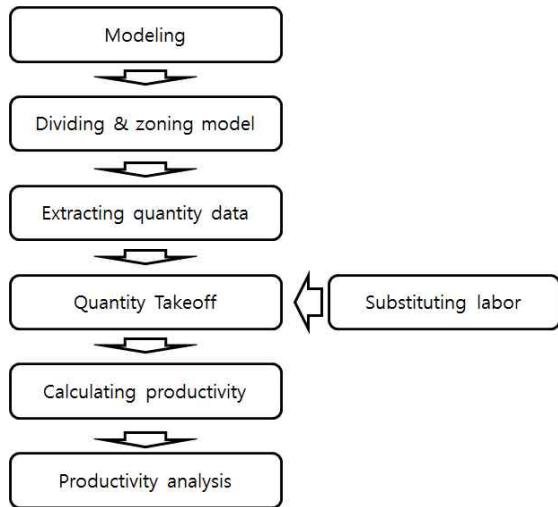 Modeling
Dividing & zoning model
Extracting quantity data
Quantity Takeoff
Substituting labor
Calculating productivity
Productivity analysis